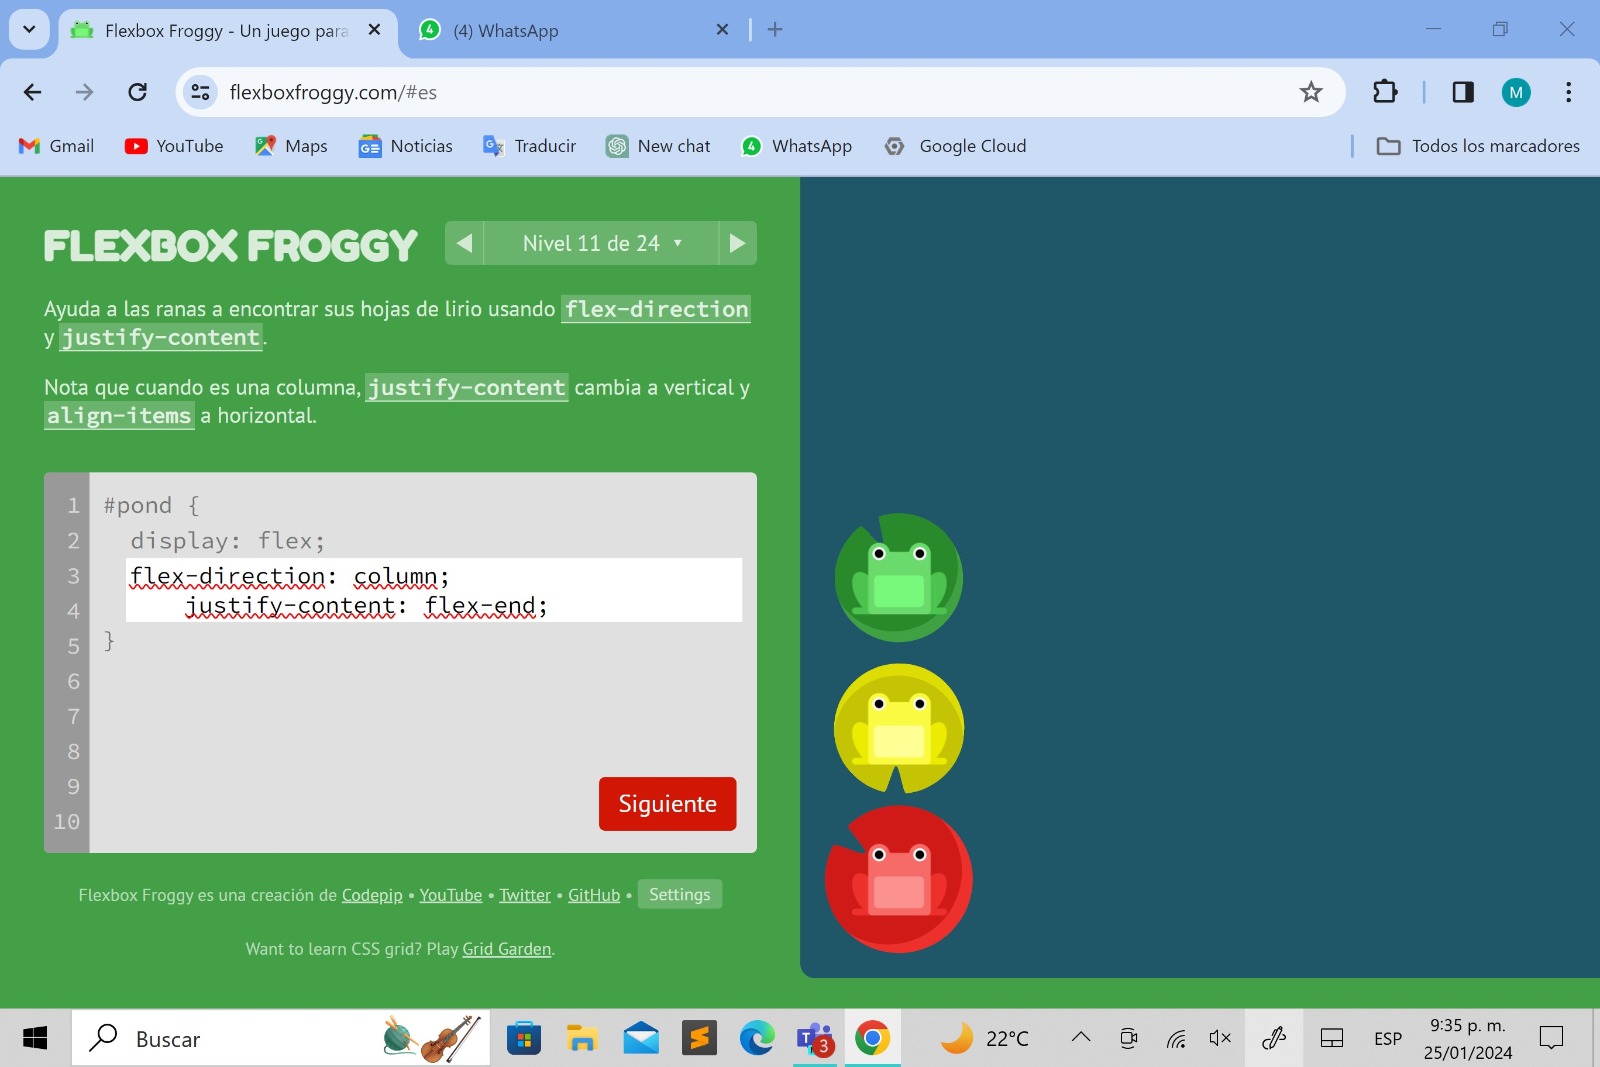 Flexbox Froggy - Un juego para
4 (4) WhatsApp
flexboxfroggy.com/#es
M
Gmail YouTube Maps Noticias Traducir New chat 4 WhatsApp Google Cloud Todos los marcadores
FLEXBOX FROGGY
Nivel 11 de 24
Ayuda a las ranas a encontrar sus hojas de lirio usando flex-direction
y justify-content.
Nota que cuando es una columna, justify-content cambia a vertical y
align-items a horizontal.
1 #pond {
2 display: flex;
3 flex-direction: column;
4 justify-content: flex-end;
5 }
6
7
8
9
10
Siguiente
Flexbox Froggy es una creación de Codepip • YouTube • Twitter • GitHub • Settings
Want to learn CSS grid? Play Grid Garden.
Buscar
3
22°C
ESP
9:35 p. m.
25/01/2024